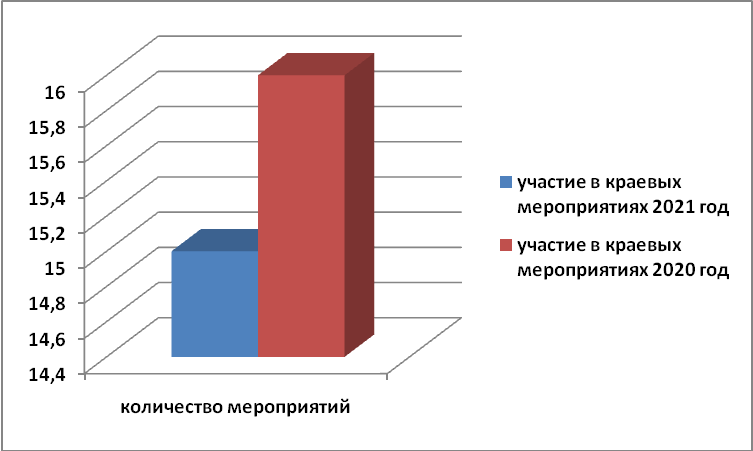 16
15,8
15,6
15,4
15,2
15
14,8
14,6
14,4
количество мероприятий
участие в краевых
мероприятиях 2021 год
участие в краевых
мероприятиях 2020 год